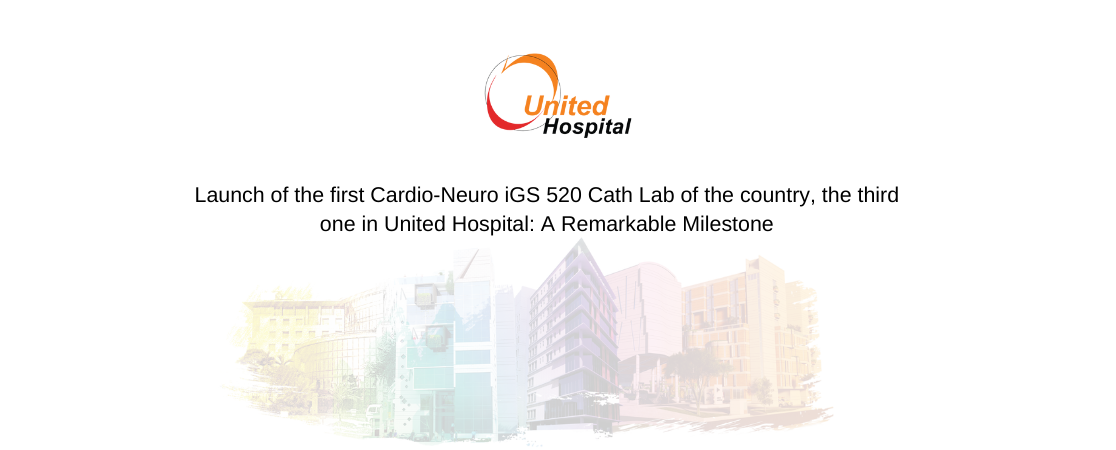 United
Hospital
Launch of the first Cardio-Neuro iGS 520 Cath Lab of the country, the third
one in United Hospital: A Remarkable Milestone